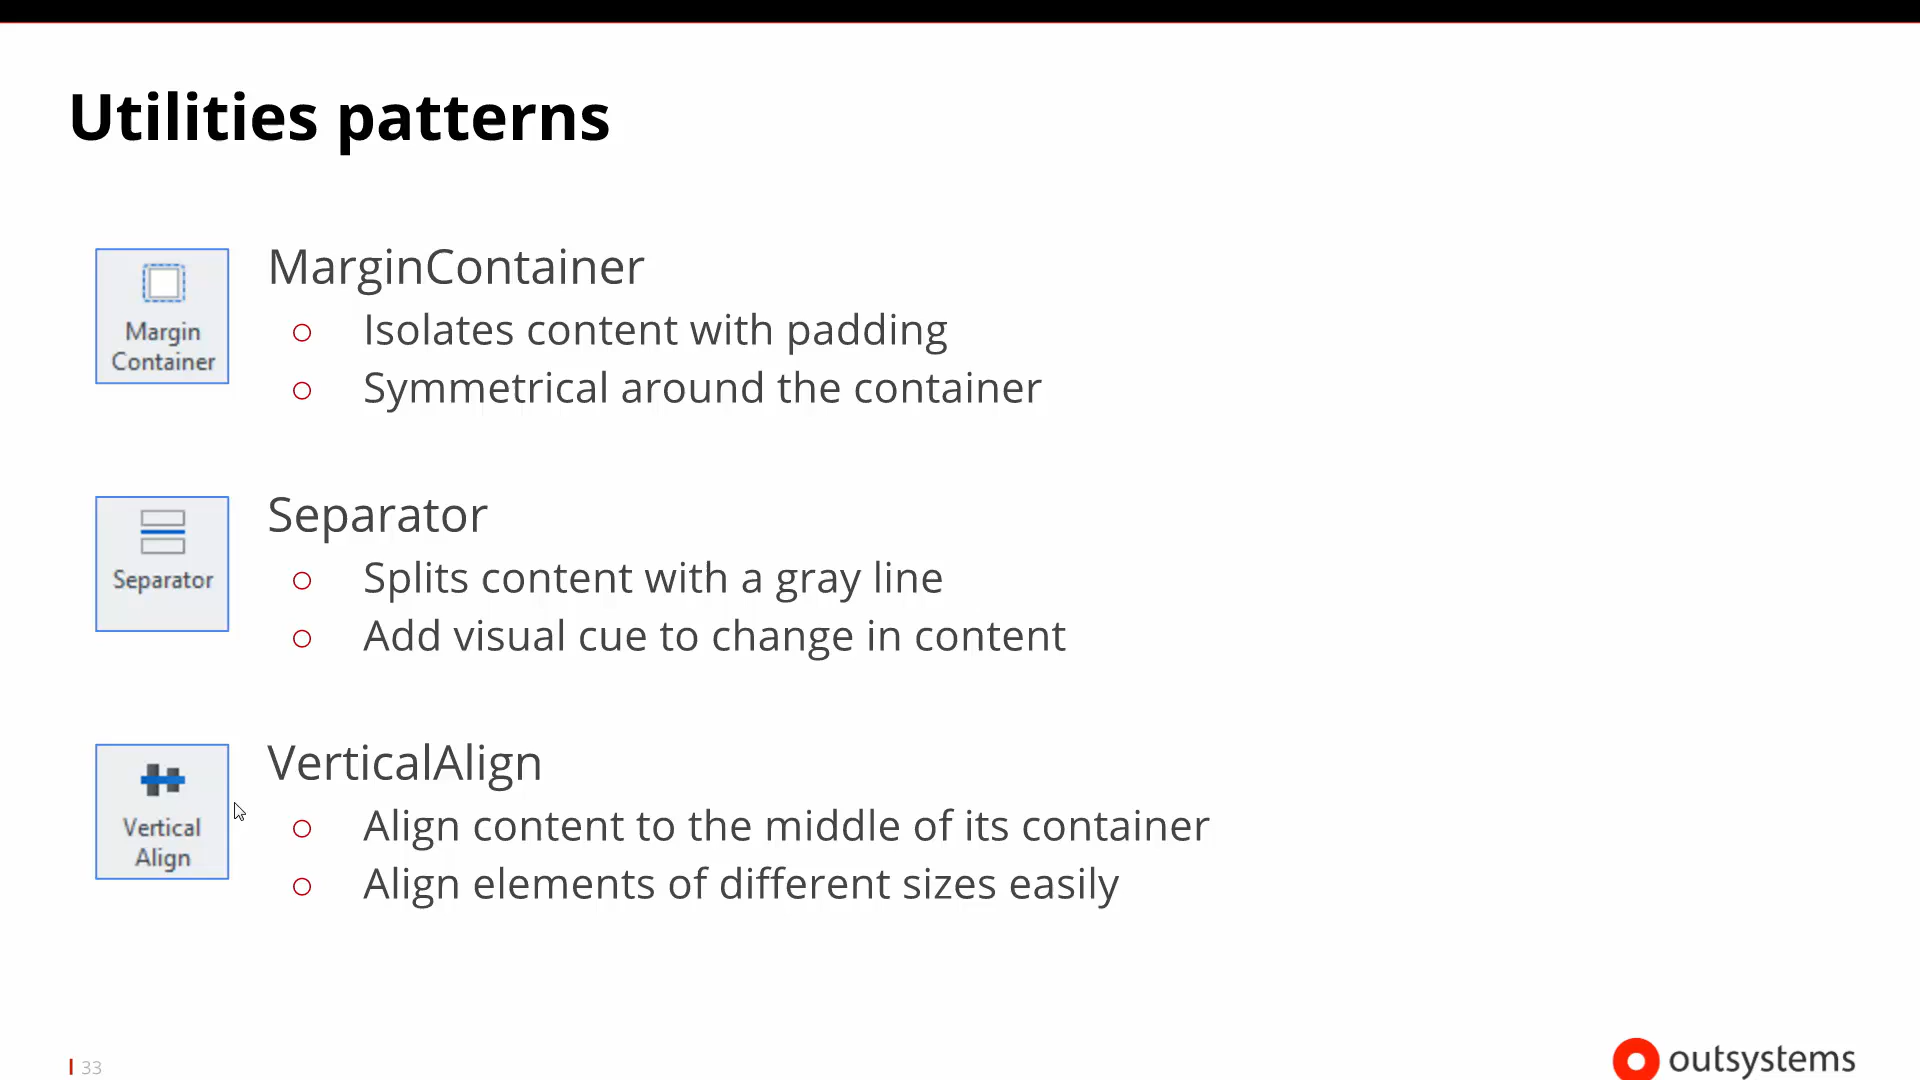 Utilities patterns
Margin
Container
MarginContainer
○ Isolates content with padding
○ Symmetrical around the container
Separator
Separator
○ Splits content with a gray line
○ Add visual cue to change in content
Vertical
Align
VerticalAlign
○ Align content to the middle of its container
○ Align elements of different sizes easily
33
outsystems